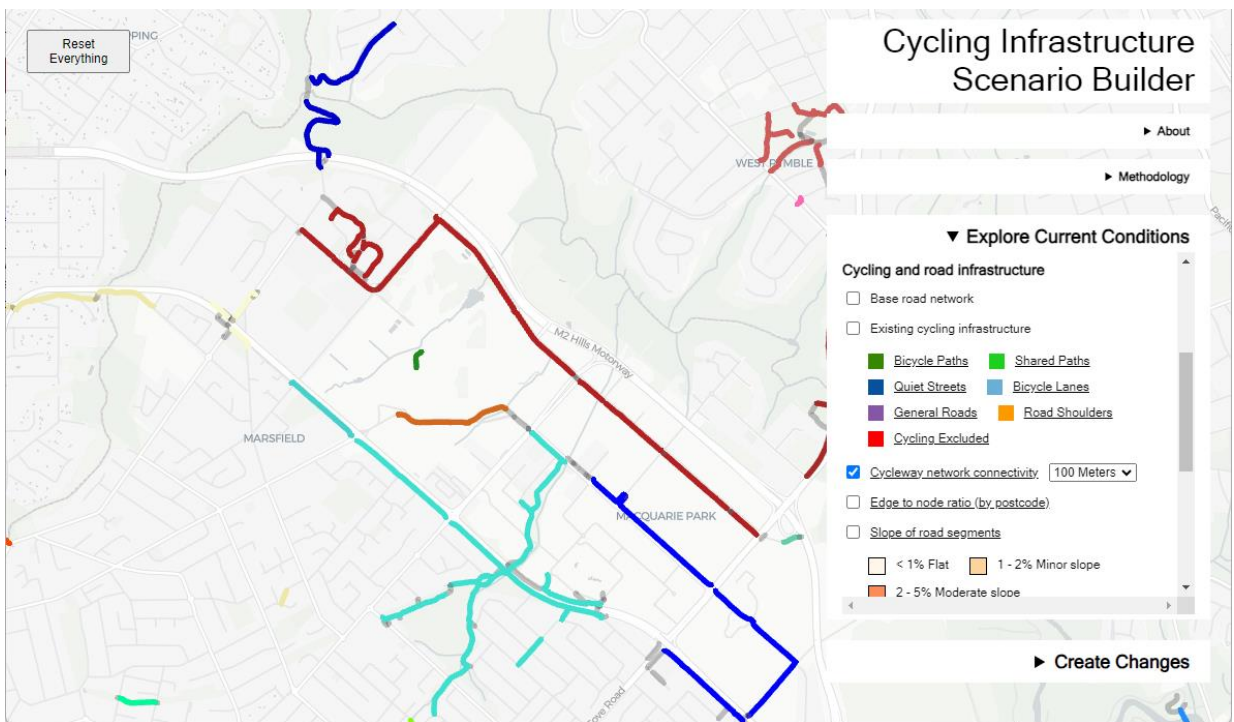 Reset
Everything
PING
Cycling Infrastructure
Scenario Builder
► About
► Methodology
▼ Explore Current Conditions
Cycling and road infrastructure
Base road network
Existing cycling infrastructure
Bicycle Paths
Shared Paths
Quiet Streets
Bicycle Lanes
General Roads
Road Shoulders
Cycling Excluded
Cycleway network connectivity
100 Meters
Edge to node ratio (by postcode)
Slope of road segments
< 1% Flat
1 - 2% Minor slope
2 - 5% Moderate slope
► Create Changes
M2 Hills Motorway
MARSFIELD
MACQUARIE PARK
Road